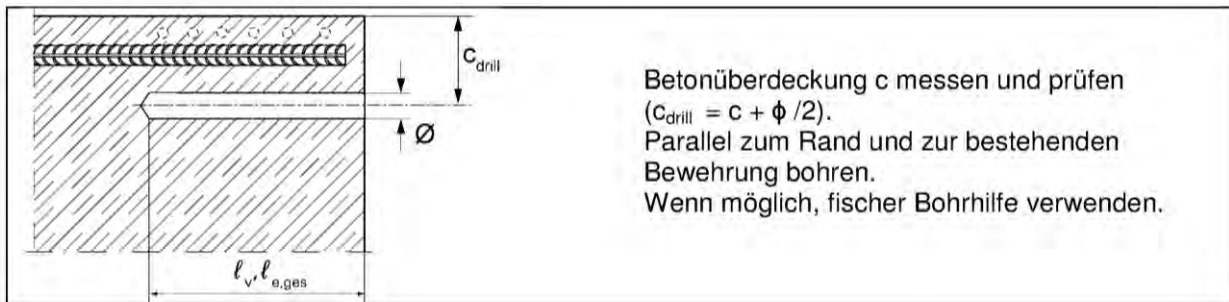 c_drill
Ø
ℓ_v, ℓ_e,ges
Betonüberdeckung c messen und prüfen
(c_drill = c + ϕ /2).
Parallel zum Rand und zur bestehenden
Bewehrung bohren.
Wenn möglich, fischer Bohrhilfe verwenden.